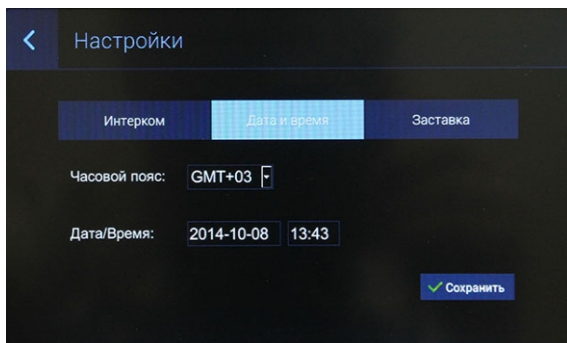 Настройки
Интерком Дата и время Заставка
Часовой пояс: GMT+03
Дата/Время: 2014-10-08 13:43
Сохранить